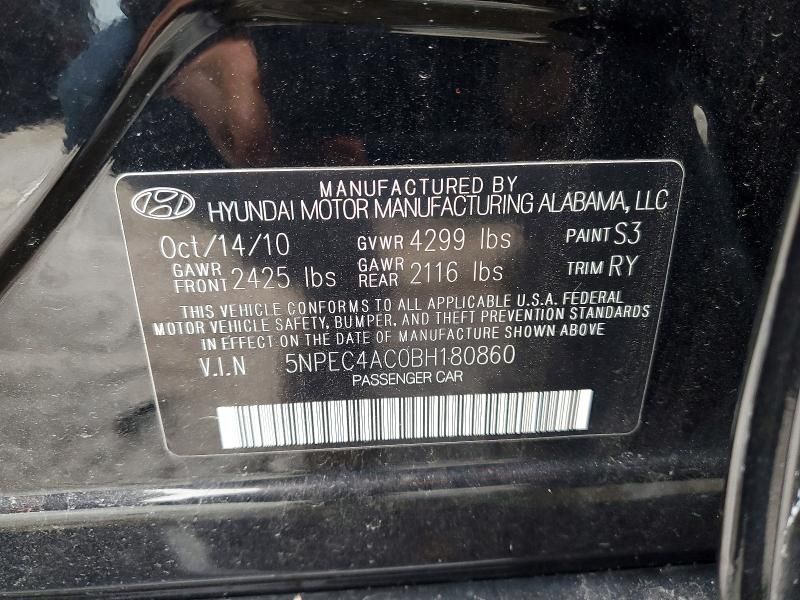 MANUFACTURED BY
HYUNDAI MOTOR MANUFACTURING ALABAMA, LLC
Oct/14/10 GVWR 4299 lbs PAINT S3
GAWR FRONT 2425 lbs GAWR REAR 2116 lbs TRIM RY
THIS VEHICLE CONFORMS TO ALL APPLICABLE U.S.A. FEDERAL
MOTOR VEHICLE SAFETY, BUMPER, AND THEFT PREVENTION STANDARDS
IN EFFECT ON THE DATE OF MANUFACTURE SHOWN ABOVE
V.I.N 5NPEC4AC0BH180860
PASSENGER CAR